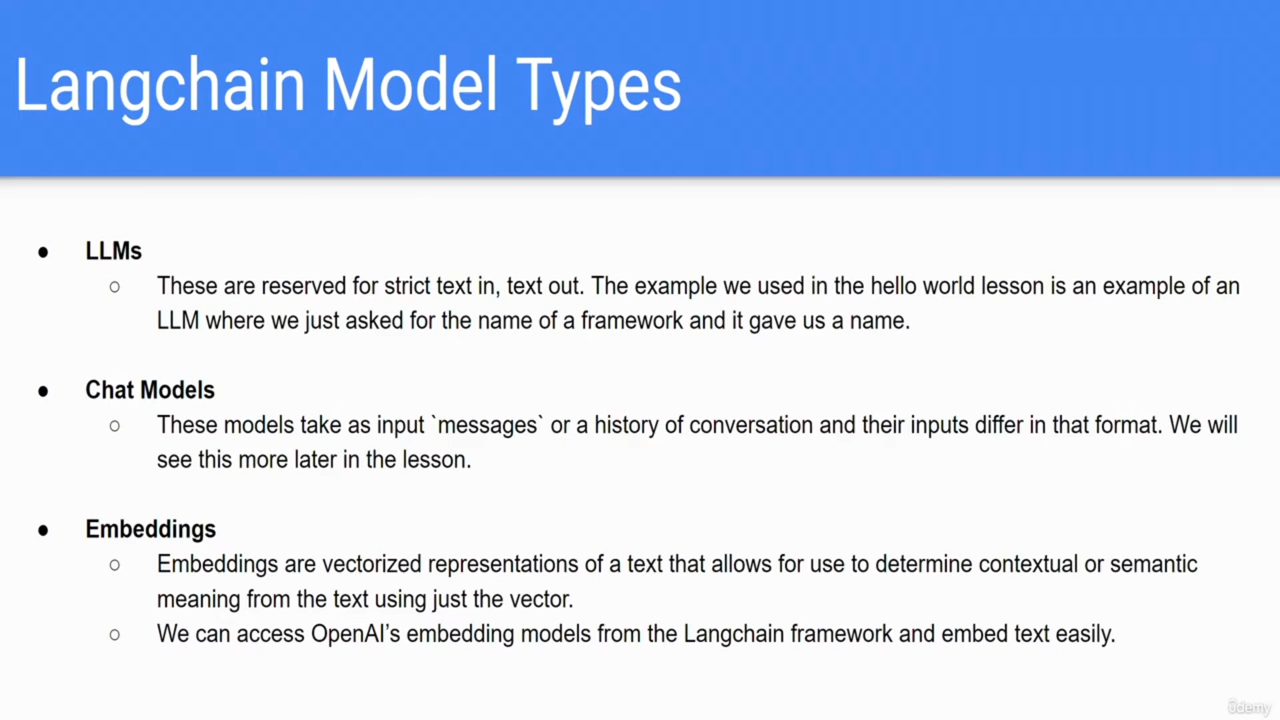 Langchain Model Types
● LLMs
○ These are reserved for strict text in, text out. The example we used in the hello world lesson is an example of an
LLM where we just asked for the name of a framework and it gave us a name.
● Chat Models
○ These models take as input `messages` or a history of conversation and their inputs differ in that format. We will
see this more later in the lesson.
● Embeddings
○ Embeddings are vectorized representations of a text that allows for use to determine contextual or semantic
meaning from the text using just the vector.
○ We can access OpenAI's embedding models from the Langchain framework and embed text easily.
ûdemy